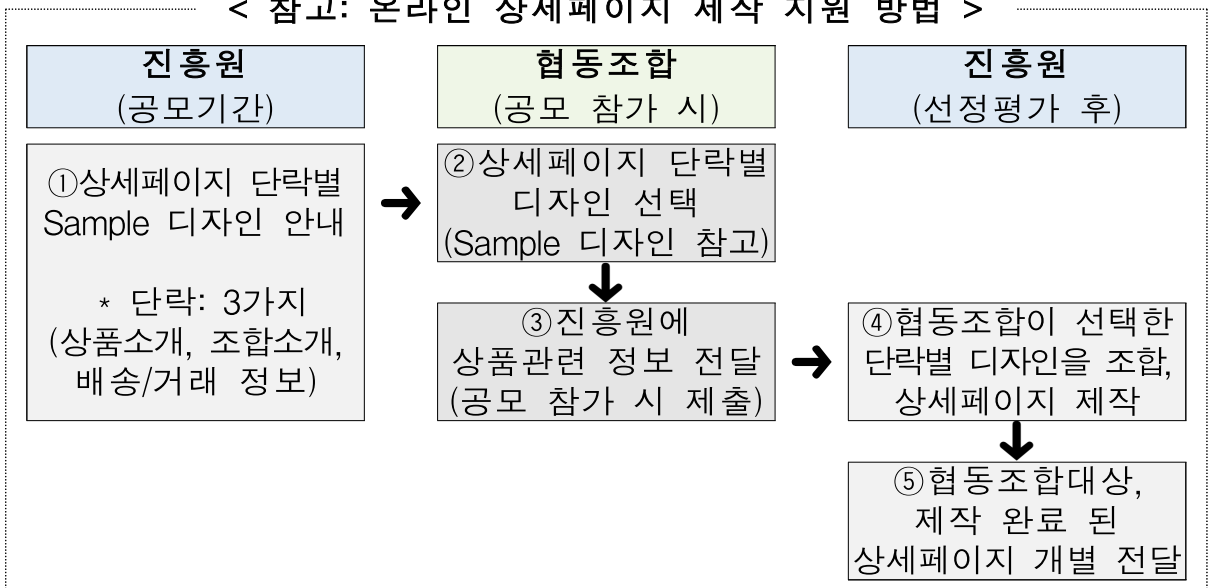 < 참고: 온라인 상세페이지 제작 지원 방법 >
진흥원
(공모기간)
협동조합
(공모 참가 시)
진흥원
(선정평가 후)
①상세페이지 단락별
Sample 디자인 안내
* 단락: 3가지
(상품소개, 조합소개,
배송/거래 정보)
②상세페이지 단락별
디자인 선택
(Sample 디자인 참고)
③진흥원에
상품관련 정보 전달
(공모 참가 시 제출)
④협동조합이 선택한
단락별 디자인을 조합,
상세페이지 제작
⑤협동조합대상,
제작 완료 된
상세페이지 개별 전달